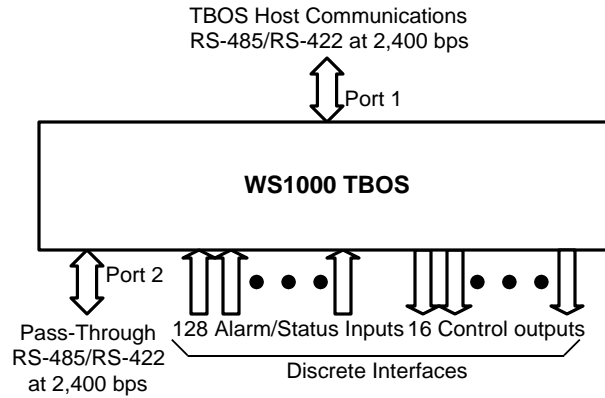 TBOS Host Communications
RS-485/RS-422 at 2,400 bps
Port 1
WS1000 TBOS
Port 2
Pass-Through
RS-485/RS-422
at 2,400 bps
128 Alarm/Status Inputs
16 Control outputs
Discrete Interfaces